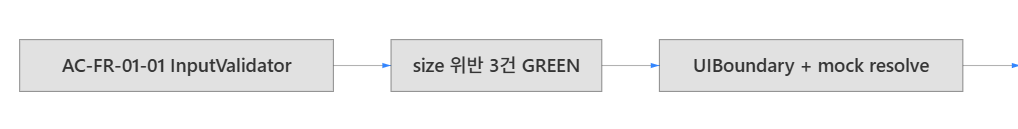 AC-FR-01-01 InputValidator
size 위반 3건 GREEN
UIBoundary + mock resolve